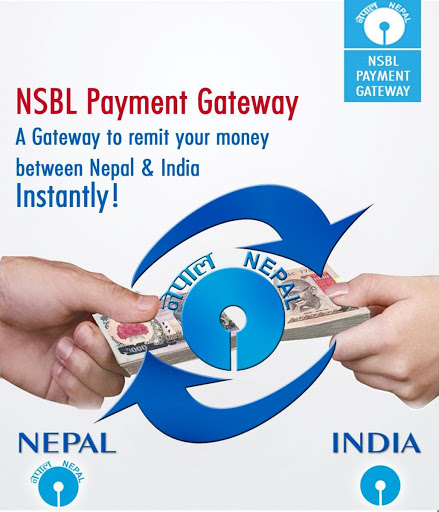 नेपाल NEPAL
NSBL
PAYMENT
GATEWAY
NSBL Payment Gateway
A Gateway to remit your money
between Nepal & India
Instantly!
नेपाल NEPAL
NEPAL
INDIA
नेपाल NEPAL